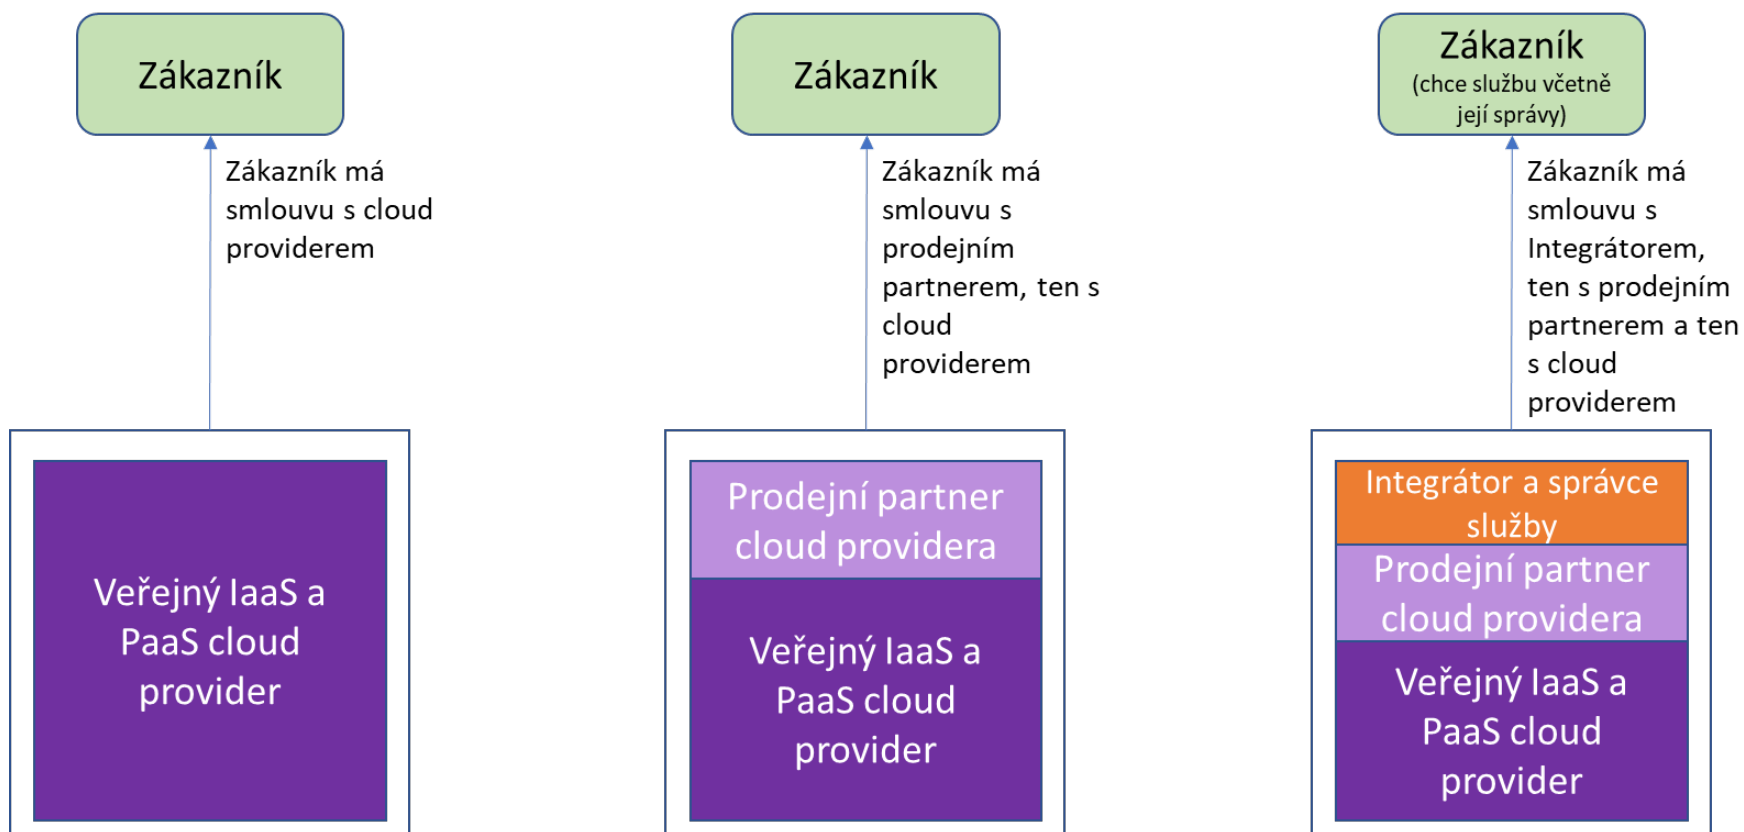 Zákazník
Zákazník má
smlouvu s cloud
providerem
Veřejný IaaS a
PaaS cloud
provider
Zákazník
Zákazník má
smlouvu s
prodejním
partnerem, ten s
cloud
providerem
Prodejní partner
cloud providera
Veřejný IaaS a
PaaS cloud
provider
Zákazník
(chce službu včetně
její správy)
Zákazník má
smlouvu s
Integrátorem,
ten s prodejním
partnerem a ten
s cloud
providerem
Integrátor a správce
služby
Prodejní partner
cloud providera
Veřejný IaaS a
PaaS cloud
provider